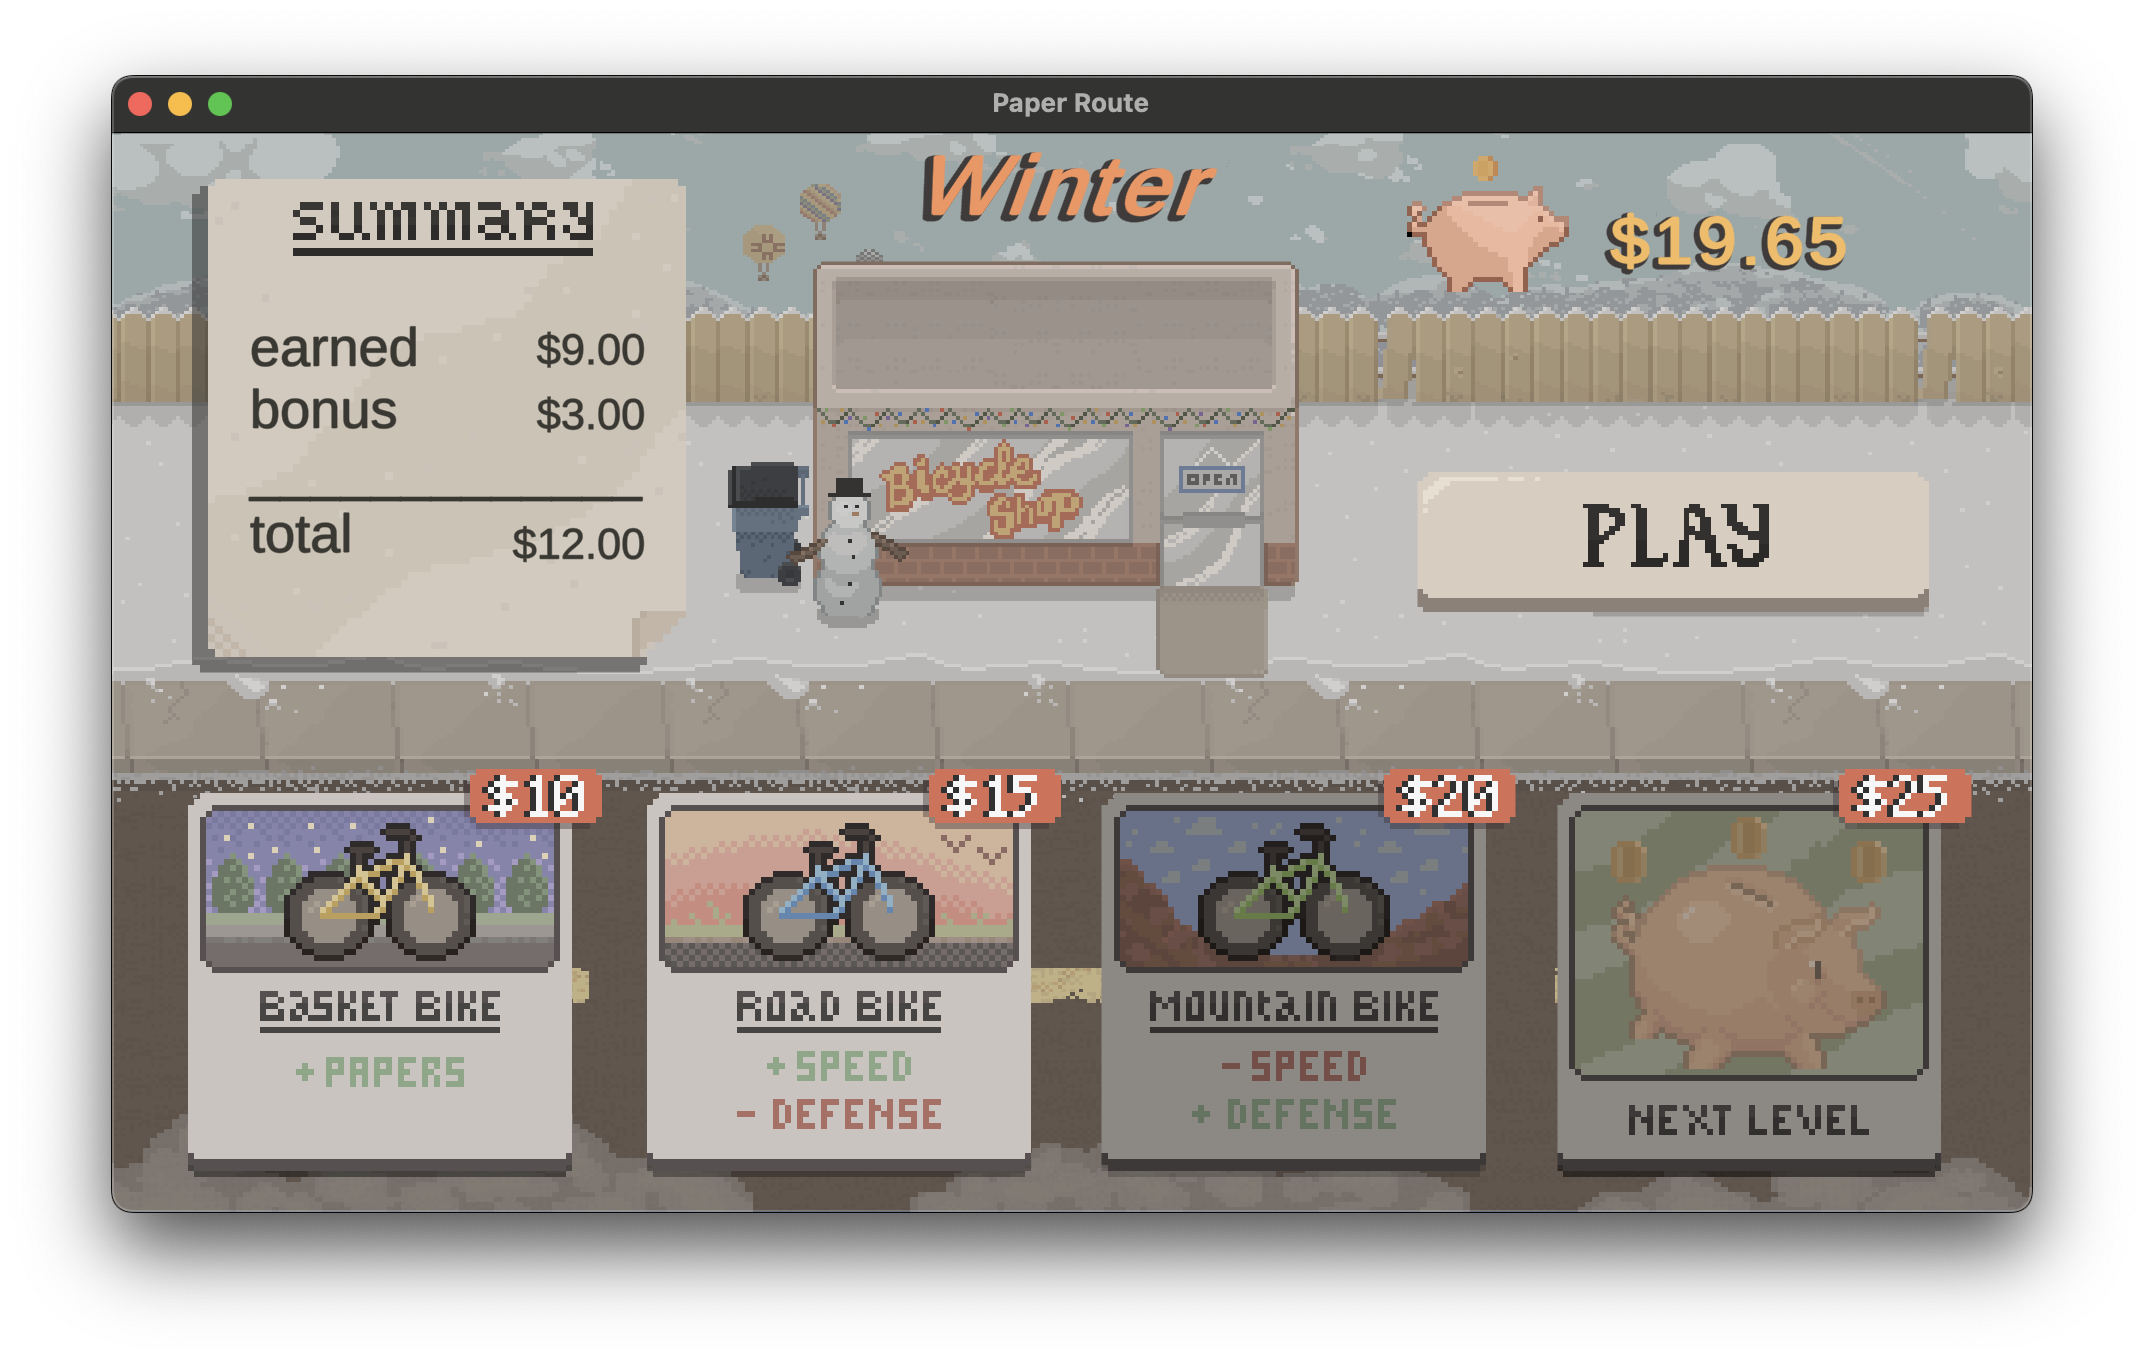 Paper Route
Winter
summary
$19.65
earned $9.00
bonus $3.00
total $12.00
Bicycle
Shop
OPEN
PLAY
$10
$15
$20
$25
BASKET BIKE
+ PAPERS
ROAD BIKE
+ SPEED
- DEFENSE
MOUNTAIN BIKE
- SPEED
+ DEFENSE
NEXT LEVEL